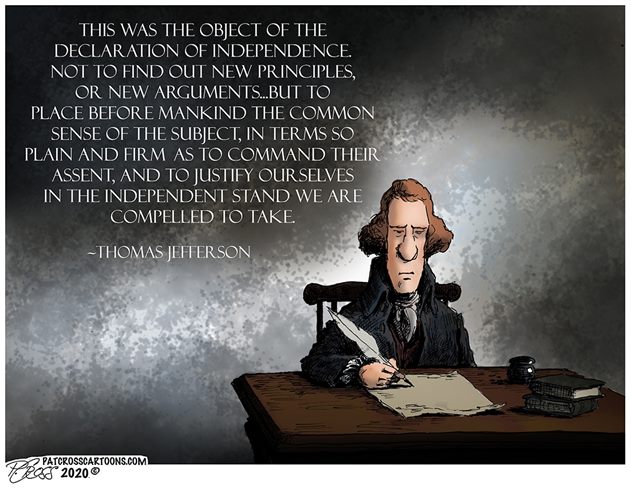 THIS WAS THE OBJECT OF THE
DECLARATION OF INDEPENDENCE.
NOT TO FIND OUT NEW PRINCIPLES,
OR NEW ARGUMENTS...BUT TO
PLACE BEFORE MANKIND THE COMMON
SENSE OF THE SUBJECT, IN TERMS SO
PLAIN AND FIRM AS TO COMMAND THEIR
ASSENT, AND TO JUSTIFY OURSELVES
IN THE INDEPENDENT STAND WE ARE
COMPELLED TO TAKE.
~THOMAS JEFFERSON
PATCROSSCARTOONS.COM
P. CROSS 2020 ©